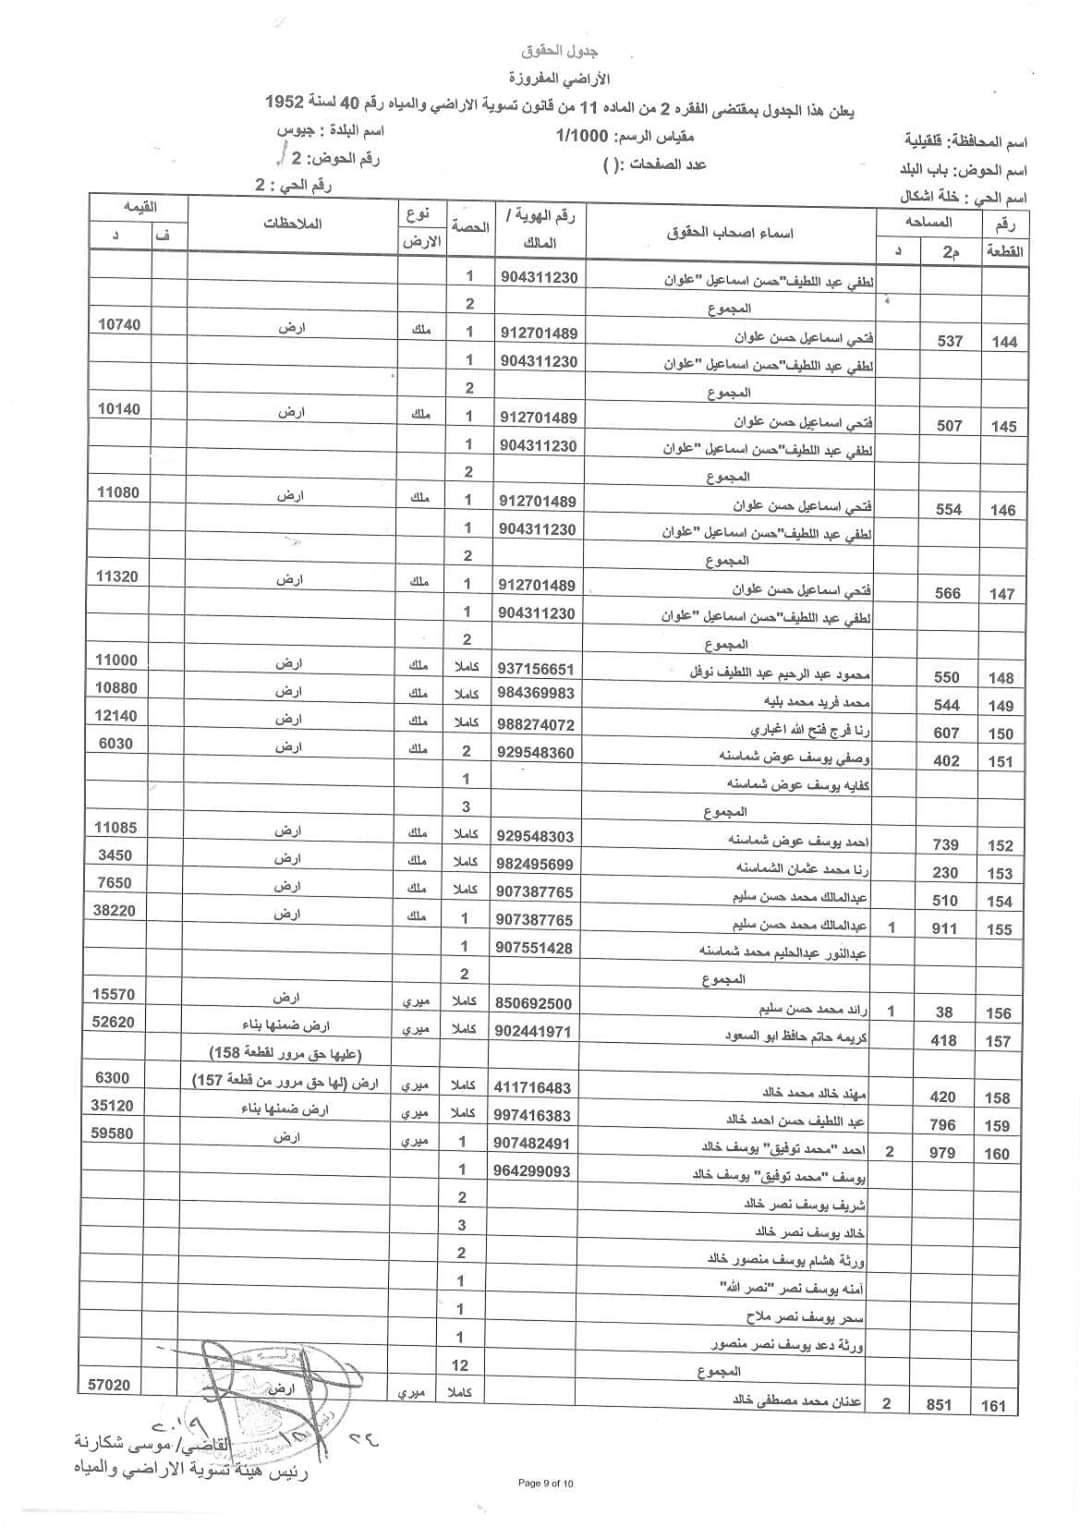 جدول الحقوق
الأراضي المفروزة
يعلن هذا الجدول بمقتضى الفقره 2 من الماده 11 من قانون تسوية الاراضي والمياه رقم 40 لسنة 1952
اسم المحافظة: قلقيلية مقياس الرسم: 1/1000 اسم البلدة : جيوس
اسم الحوض: باب البلد عدد الصفحات :( ) رقم الحوض: 2
اسم الحي : خلة اشكال رقم الحي : 2
رقم القطعة المساحه د م2 اسماء اصحاب الحقوق رقم الهوية / المالك الحصة نوع الارض الملاحظات القيمه ف د
لطفي عبد اللطيف"حسن اسماعيل "علوان 904311230 1
المجموع 2
144 537 فتحي اسماعيل حسن علوان 912701489 1 ملك ارض 10740
لطفي عبد اللطيف"حسن اسماعيل "علوان 904311230 1
المجموع 2
145 507 فتحي اسماعيل حسن علوان 912701489 1 ملك ارض 10140
لطفي عبد اللطيف"حسن اسماعيل "علوان 904311230 1
المجموع 2
146 554 فتحي اسماعيل حسن علوان 912701489 1 ملك ارض 11080
لطفي عبد اللطيف"حسن اسماعيل "علوان 904311230 1
المجموع 2
147 566 فتحي اسماعيل حسن علوان 912701489 1 ملك ارض 11320
لطفي عبد اللطيف"حسن اسماعيل "علوان 904311230 1
المجموع 2
148 550 محمود عبد الرحيم عبد اللطيف نوفل 937156651 كاملا ملك ارض 11000
149 544 محمد فريد محمد بليه 984369983 كاملا ملك ارض 10880
150 607 رنا فرج فتح الله اغباري 988274072 كاملا ملك ارض 12140
151 402 وصفي يوسف عوض شماسنه 929548360 2 ملك ارض 6030
كفايه يوسف عوض شماسنه 1
المجموع 3
152 739 احمد يوسف عوض شماسنه 929548303 كاملا ملك ارض 11085
153 230 رنا محمد عثمان الشماسنه 982495699 كاملا ملك ارض 3450
154 510 عبدالمالك محمد حسن سليم 907387765 كاملا ملك ارض 7650
155 911 1 عبدالمالك محمد حسن سليم 907387765 1 ملك ارض 38220
عبدالنور عبدالحليم محمد شماسنه 907551428 1
المجموع 2
156 38 1 رائد محمد حسن سليم 850692500 كاملا ميري ارض 15570
157 418 كريمه حاتم حافظ ابو السعود 902441971 كاملا ميري ارض ضمنها بناء 52620
(عليها حق مرور لقطعة 158)
158 420 مهند خالد محمد خالد 411716483 كاملا ميري ارض (لها حق مرور من قطعة 157) 6300
159 796 عبد اللطيف حسن احمد خالد 997416383 كاملا ميري ارض ضمنها بناء 35120
160 979 2 احمد "محمد توفيق" يوسف خالد 907482491 1 ميري ارض 59580
يوسف "محمد توفيق" يوسف خالد 964299093 1
شريف يوسف نصر خالد 2
خالد يوسف نصر خالد 3
ورثة هشام يوسف منصور خالد 2
آمنه يوسف نصر "نصر الله" 1
سحر يوسف نصر ملاح 1
ورثة دعد يوسف نصر منصور 1
المجموع 12
161 851 2 عدنان محمد مصطفى خالد كاملا ميري ارض 57020
القاضي/ موسى شكارنة
رئيس هيئة تسوية الاراضي والمياه
٢٤ ١٢ ٢٠١٩
Page 9 of 10